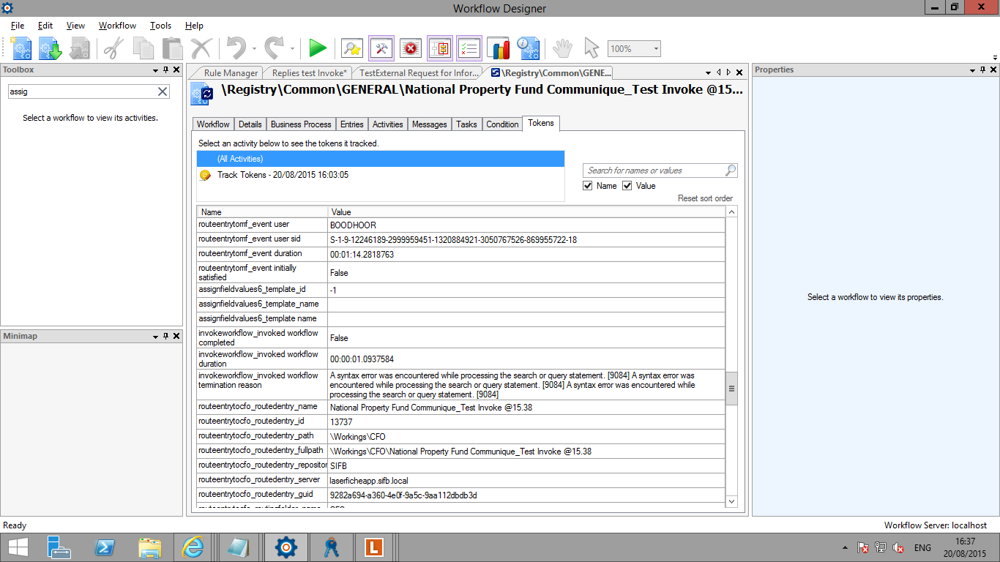 Workflow Designer
File Edit View Workflow Tools Help
100%
Toolbox
assig
Select a workflow to view its activities.
Minimap
Rule Manager
Replies test Invoke*
TestExternal Request for Infor...
\Registry\Common\GENE...
\Registry\Common\GENERAL\National Property Fund Communique_Test Invoke @15...
Workflow Details Business Process Entries Activities Messages Tasks Condition Tokens
Select an activity below to see the tokens it tracked.
(All Activities)
Track Tokens - 20/08/2015 16:03:05
Search for names or values
Name Value
Reset sort order
Name Value
routeentrytomf_event user BOODHOOR
routeentrytomf_event user sid S-1-9-12246189-2999959451-1320884921-3050767526-869955722-18
routeentrytomf_event duration 00:01:14.2818763
routeentrytomf_event initially
satisfied False
assignfieldvalues6_template_id -1
assignfieldvalues6_template_name
assignfieldvalues6_template name
invokeworkflow_invoked workflow
completed False
invokeworkflow_invoked workflow
duration 00:00:01.0937584
invokeworkflow_invoked workflow
termination reason
A syntax error was encountered while processing the search or query statement. [9084] A syntax error was
encountered while processing the search or query statement. [9084] A syntax error was encountered while
processing the search or query statement. [9084]
routeentrytocfo_routedentry_name National Property Fund Communique_Test Invoke @15.38
routeentrytocfo_routedentry_id 13737
routeentrytocfo_routedentry_path \Workings\CFO
routeentrytocfo_routedentry_fullpath \Workings\CFO\National Property Fund Communique_Test Invoke @15.38
routeentrytocfo_routedentry_repositor SIFB
routeentrytocfo_routedentry_server laserficheapp.sifb.local
routeentrytocfo_routedentry_guid 9282a694-a360-4e0f-9a5c-9aa112dbdb3d
Properties
Select a workflow to view its properties.
Ready
Workflow Server: localhost
ENG
16:37
20/08/2015